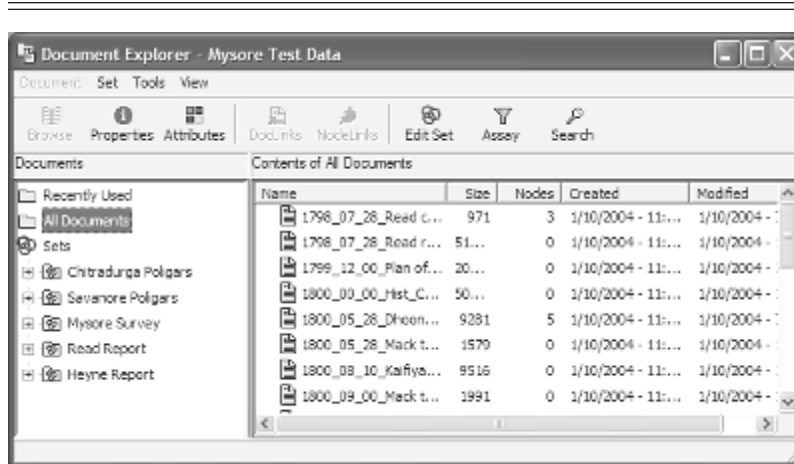 Document Explorer - Mysore Test Data
Document Set Tools View
Browse Properties Attributes DocLinks NodeLinks Edit Set Assay Search
Documents
Contents of All Documents
Recently Used
All Documents
Sets
Chitradurga Poligars
Savanore Poligars
Mysore Survey
Read Report
Heyne Report
Name Size Nodes Created Modified
1798_07_28_Read c... 971 3 1/10/2004 - 11:... 1/10/2004 -
1798_07_28_Read r... 51... 0 1/10/2004 - 11:... 1/10/2004 -
1799_12_00_Plan of... 20... 0 1/10/2004 - 11:... 1/10/2004 -
1800_00_00_Hist_C... 50... 0 1/10/2004 - 11:... 1/10/2004 -
1800_05_28_Dhoon... 9281 5 1/10/2004 - 11:... 1/10/2004 -
1800_05_28_Mack t... 1579 0 1/10/2004 - 11:... 1/10/2004 -
1800_08_10_Kaifiya... 9516 0 1/10/2004 - 11:... 1/10/2004 -
1800_09_00_Mack t... 1991 0 1/10/2004 - 11:... 1/10/2004 -